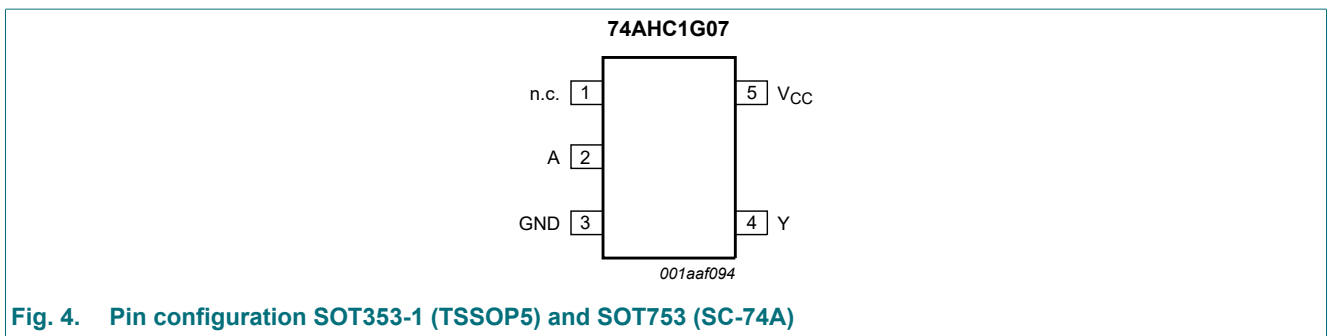 74AHC1G07
n.c. 1 5 VCC
A 2
GND 3 4 Y
001aaf094
Fig. 4. Pin configuration SOT353-1 (TSSOP5) and SOT753 (SC-74A)